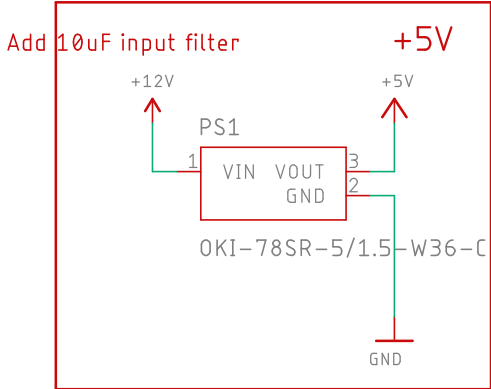 Add 10uF input filter
+5V
+12V
+5V
PS1
1
VIN
VOUT
3
GND
2
OKI-78SR-5/1.5-W36-C
GND